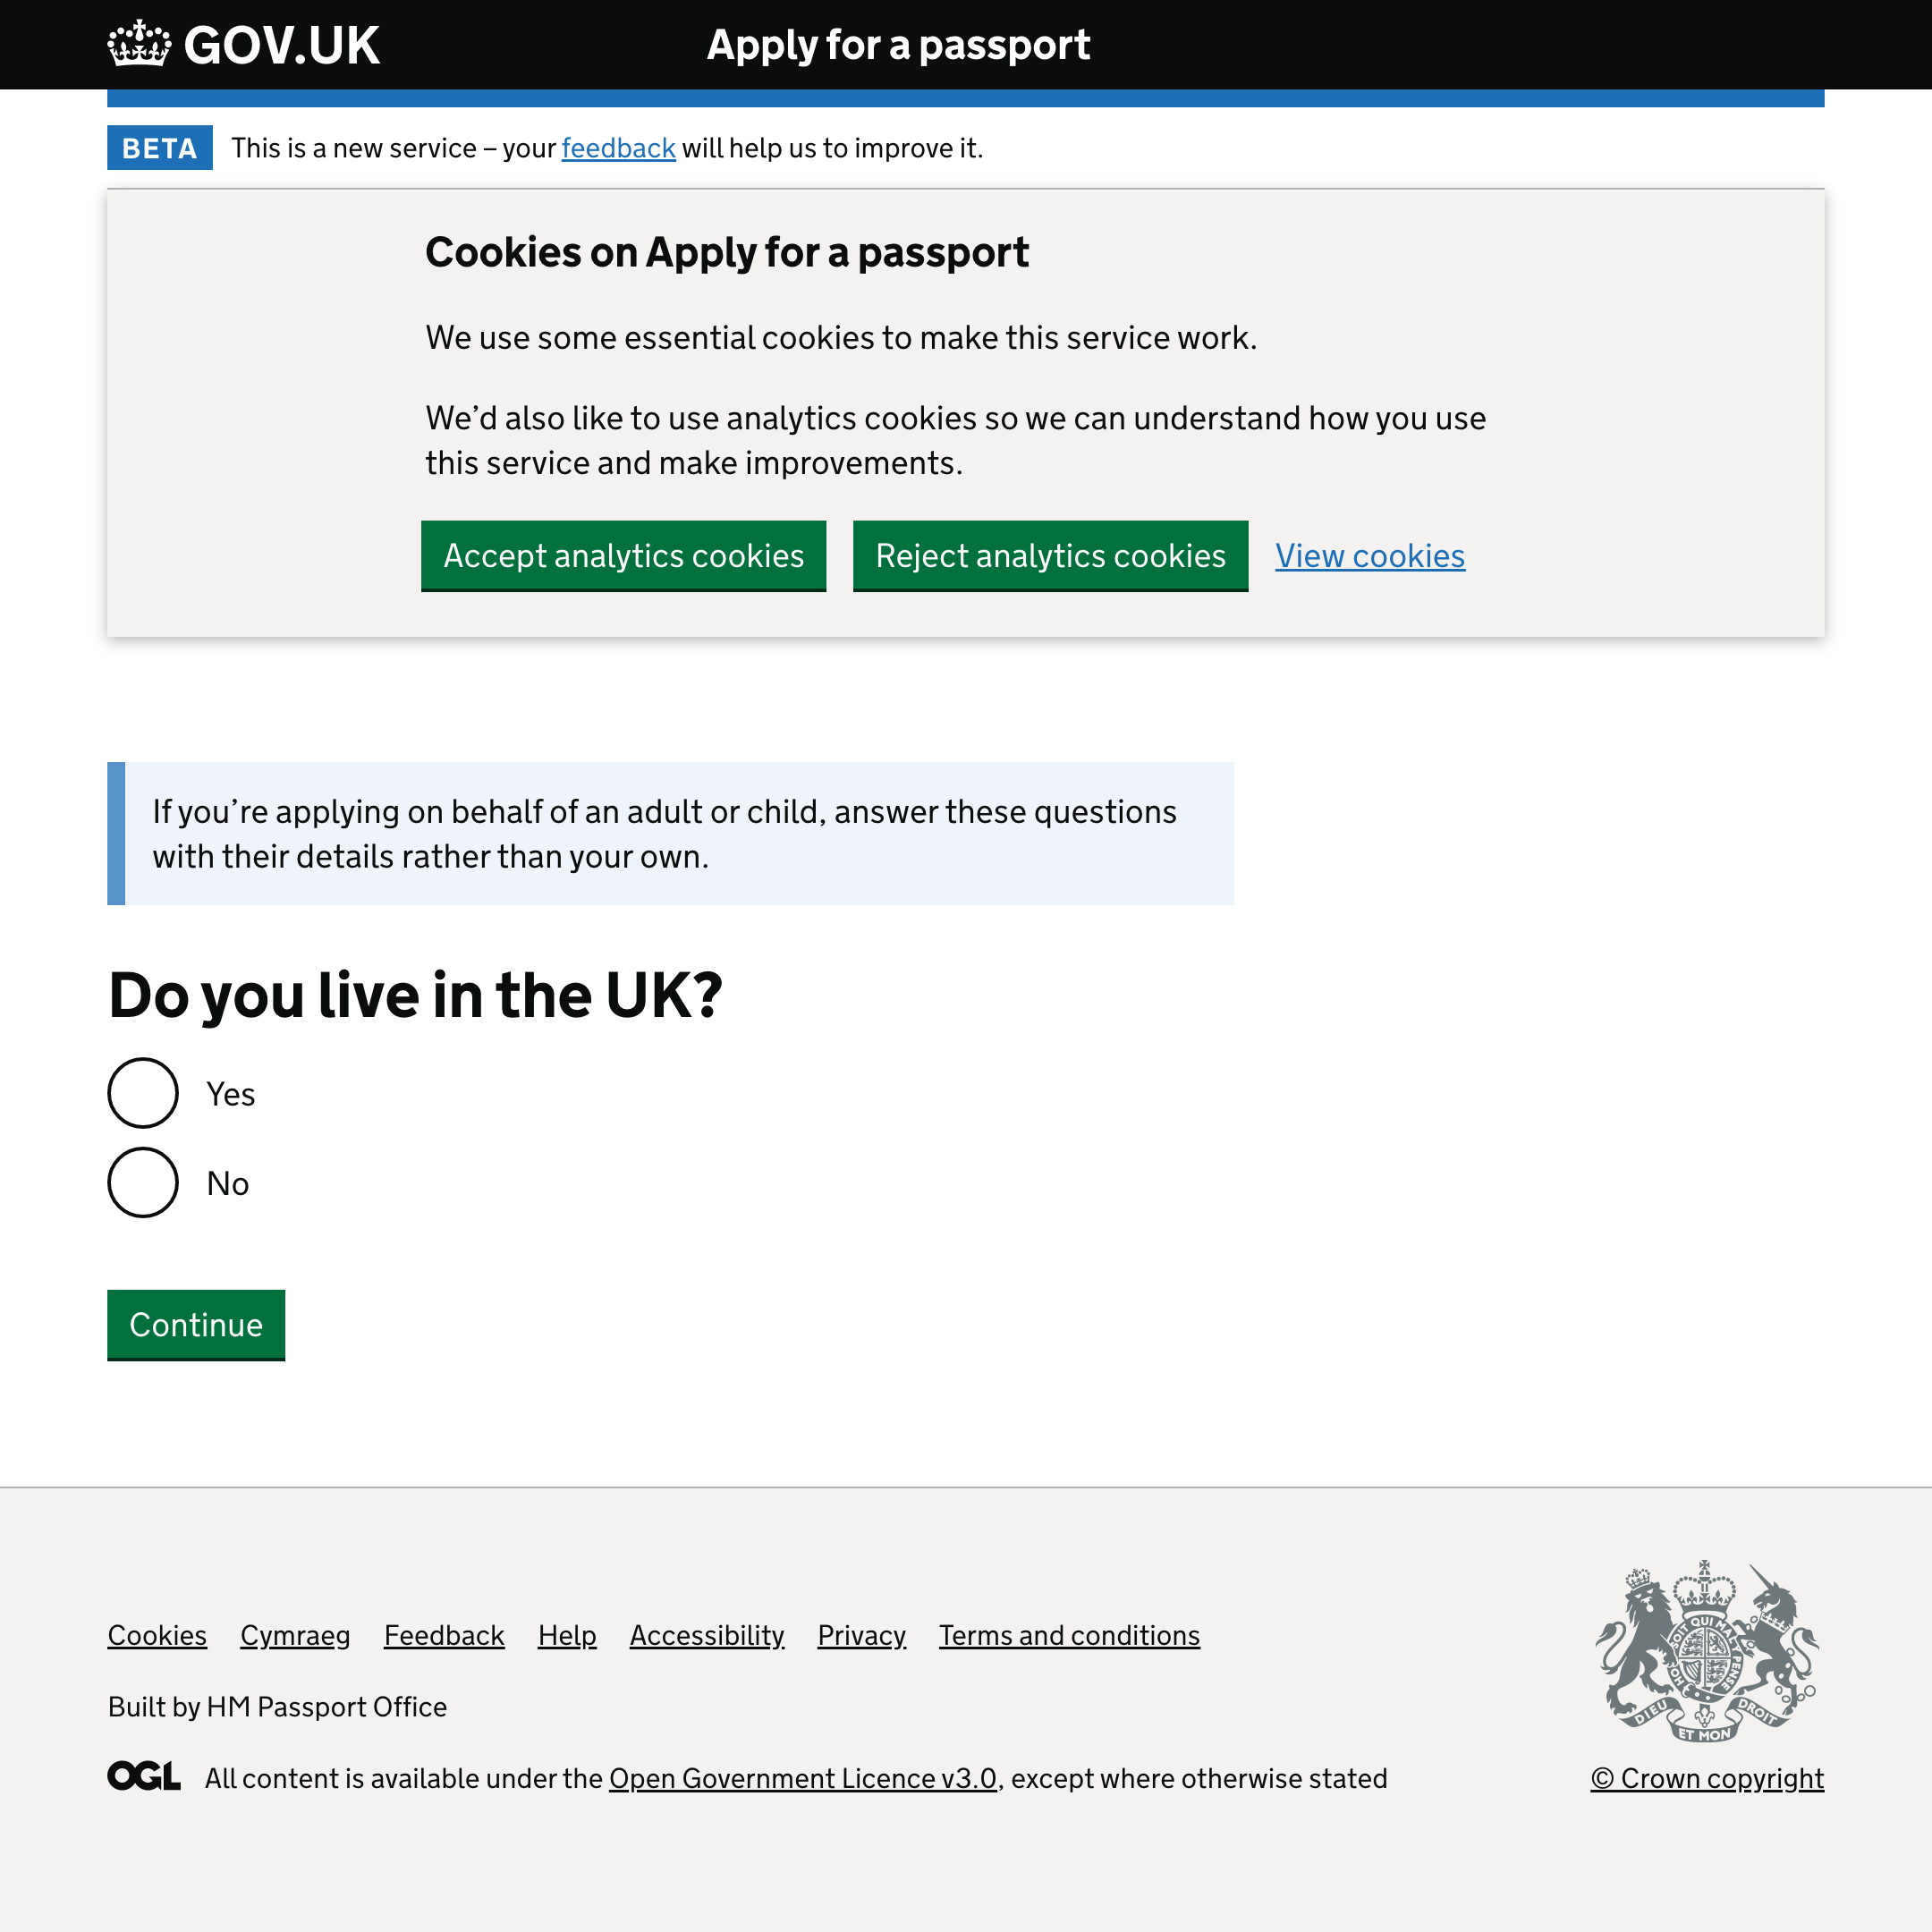 GOV.UK
Apply for a passport
BETA
This is a new service – your feedback will help us to improve it.
Cookies on Apply for a passport
We use some essential cookies to make this service work.
We’d also like to use analytics cookies so we can understand how you use
this service and make improvements.
Accept analytics cookies
Reject analytics cookies
View cookies
If you’re applying on behalf of an adult or child, answer these questions
with their details rather than your own.
Do you live in the UK?
Yes
No
Continue
Cookies
Cymraeg
Feedback
Help
Accessibility
Privacy
Terms and conditions
Built by HM Passport Office
OGL
All content is available under the Open Government Licence v3.0, except where otherwise stated
SOIT QUI MAL Y PENSE
DIEU ET MON DROIT
© Crown copyright